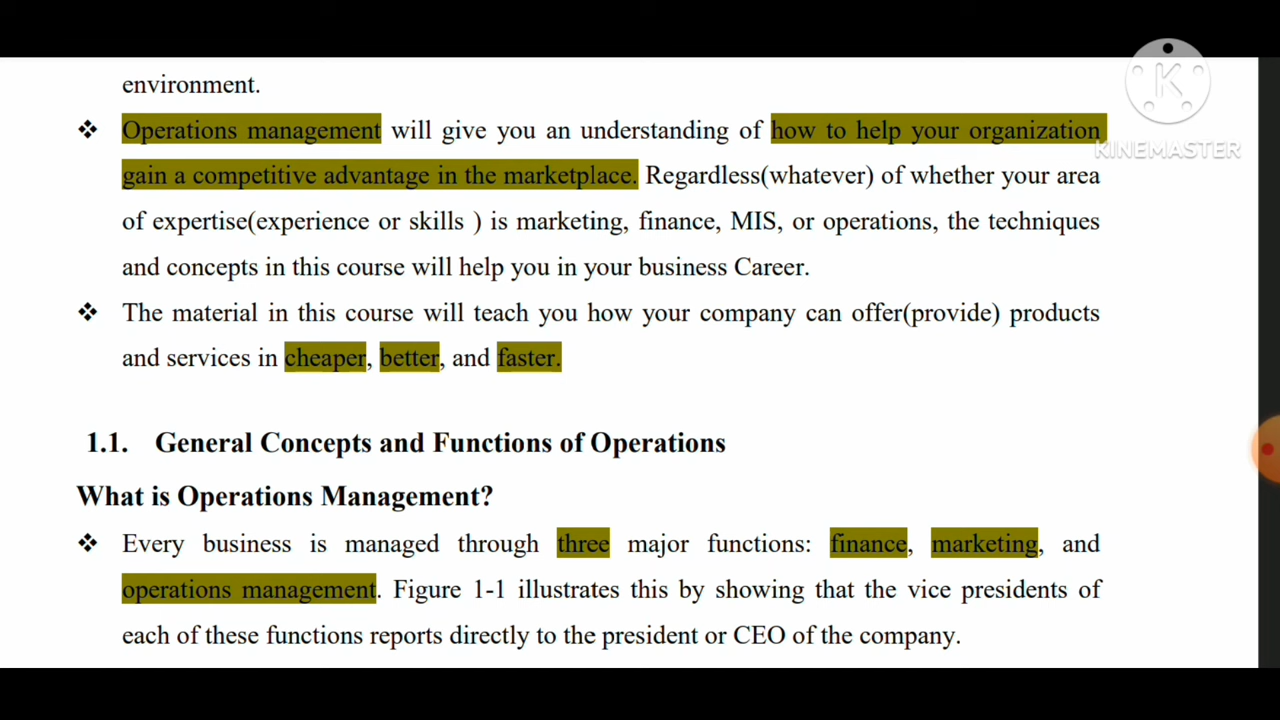 environment.
K
KINEMASTER
❖ Operations management will give you an understanding of how to help your organization
gain a competitive advantage in the marketplace. Regardless(whatever) of whether your area
of expertise(experience or skills ) is marketing, finance, MIS, or operations, the techniques
and concepts in this course will help you in your business Career.
❖ The material in this course will teach you how your company can offer(provide) products
and services in cheaper, better, and faster.
1.1. General Concepts and Functions of Operations
What is Operations Management?
❖ Every business is managed through three major functions: finance, marketing, and
operations management. Figure 1-1 illustrates this by showing that the vice presidents of
each of these functions reports directly to the president or CEO of the company.